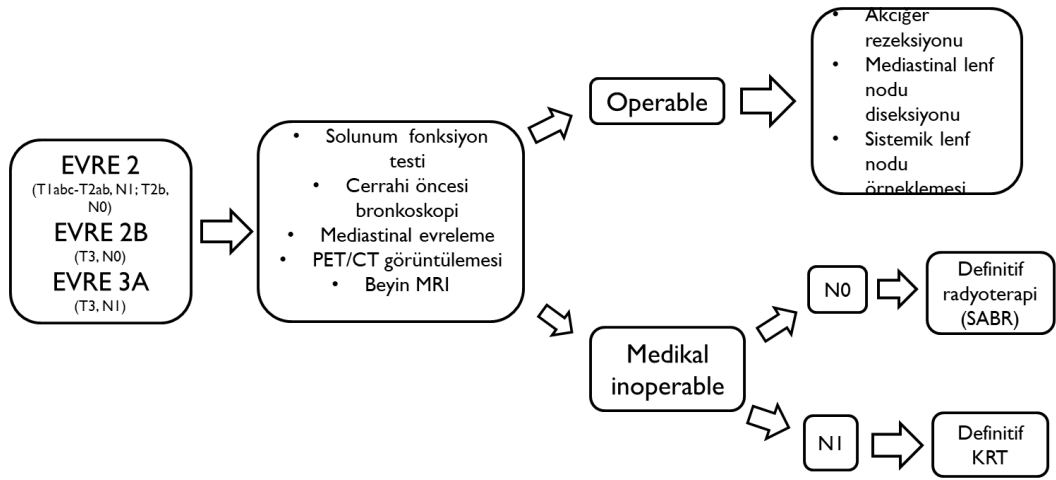 EVRE 2
(T1abc-T2ab, N1; T2b,
N0)
EVRE 2B
(T3, N0)
EVRE 3A
(T3, N1)
• Solunum fonksiyon
testi
• Cerrahi öncesi
bronkoskopi
• Mediastinal evreleme
• PET/CT görüntülemesi
• Beyin MRI
Operable
• Akciğer
rezeksiyonu
• Mediastinal lenf
nodu
diseksiyonu
• Sistemik lenf
nodu
örneklemesi
Medikal
inoperable
N0
Definitif
radyoterapi
(SABR)
N1
Definitif
KRT